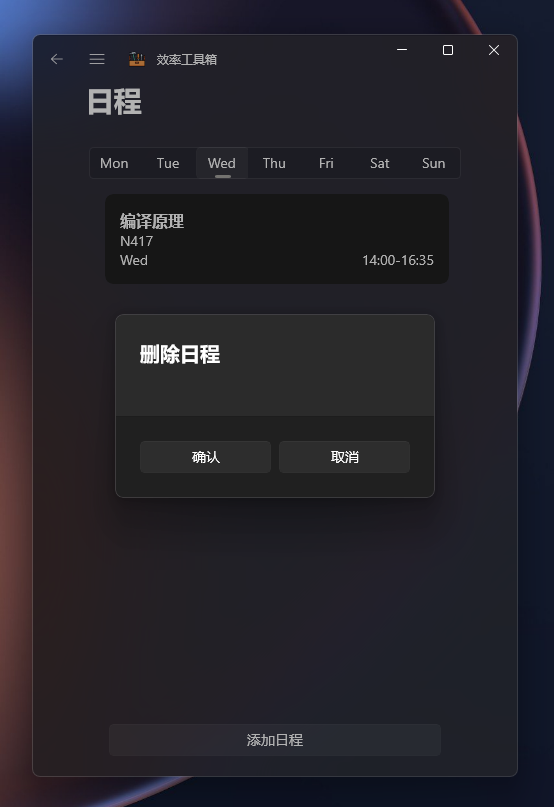 效率工具箱
日程
Mon Tue Wed Thu Fri Sat Sun
编译原理
N417
Wed 14:00-16:35
删除日程
确认 取消
添加日程